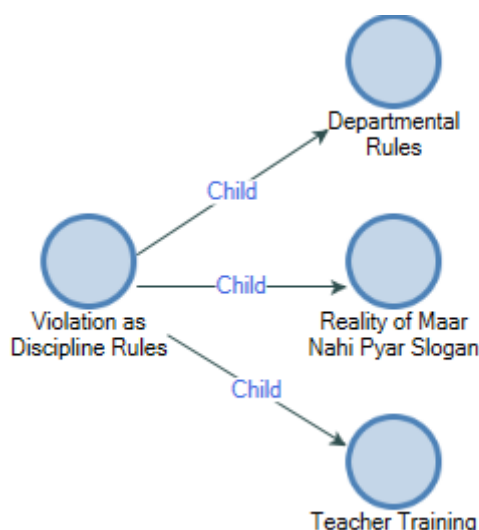 Departmental
Rules
Child
Violation as
Discipline Rules
Child
Reality of Maar
Nahi Pyar Slogan
Child
Teacher Training